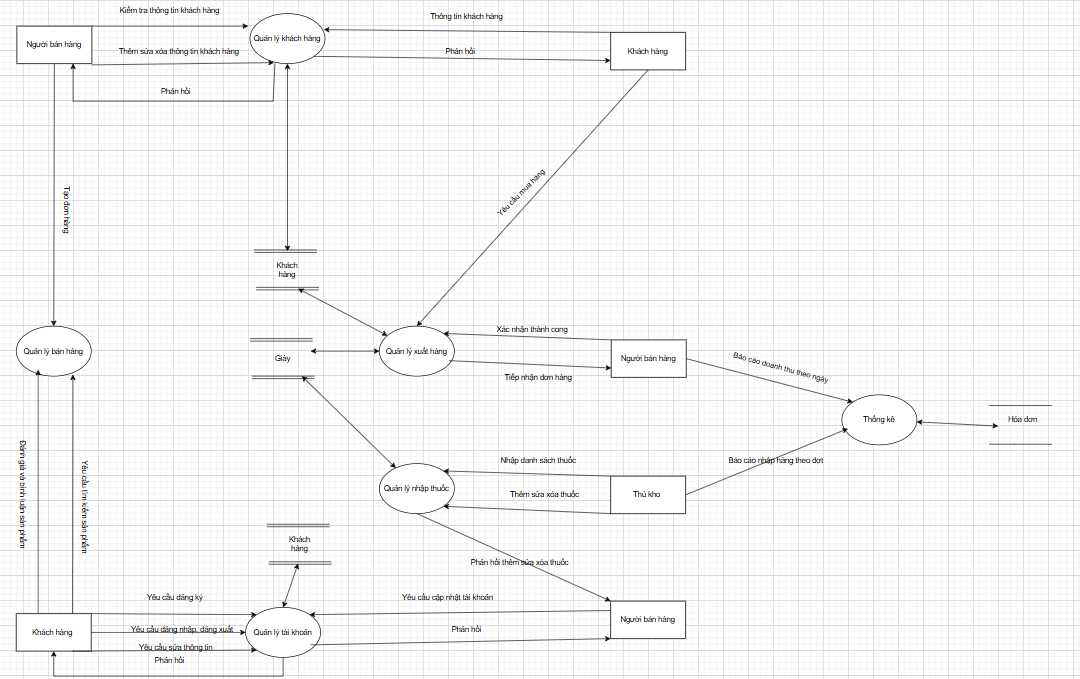 Kiểm tra thông tin khách hàng
Thông tin khách hàng
Người bán hàng
Quản lý khách hàng
Khách hàng
Thêm sửa xóa thông tin khách hàng
Phản hồi
Phản hồi
Yêu cầu mua hàng
Tạo đơn hàng
Khách
hàng
Xác nhận thành cong
Quản lý bán hàng
Giày
Quản lý xuất hàng
Người bán hàng
Báo cáo doanh thu theo ngày
Tiếp nhận đơn hàng
Thống kê
Hóa đơn
Nhập danh sách thuốc
Báo cáo nhập hàng theo đợt
Quản lý nhập thuốc
Thêm sửa xóa thuốc
Thủ kho
Đánh giá và bình luận sản phẩm
Yêu cầu tìm kiếm sản phẩm
Khách
hàng
Phản hồi thêm sửa xóa thuốc
Yêu cầu đăng ký
Yêu cầu cập nhật tài khoản
Người bán hàng
Khách hàng
Yêu cầu đăng nhập, đăng xuất
Quản lý tài khoản
Phản hồi
Yêu cầu sửa thông tin
Phản hồi